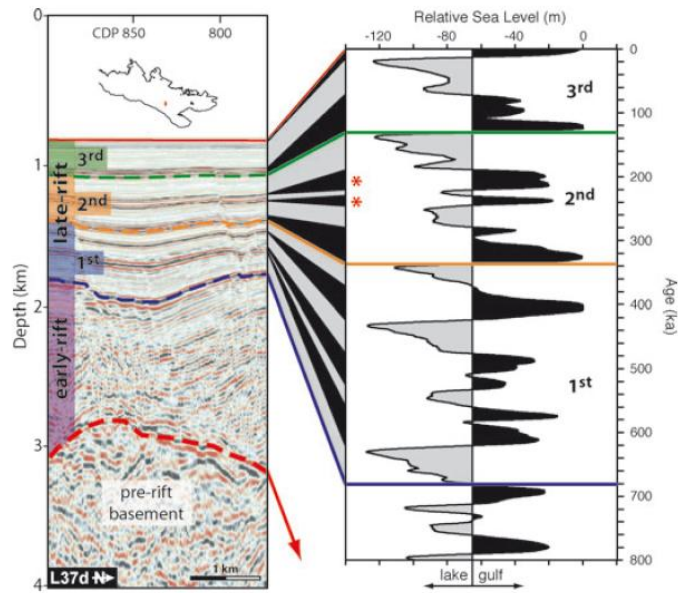 Relative Sea Level (m)
-120 -80 -40 0
0
CDP 850 800
1
2
3
4
Depth (km)
3rd
2nd
1st
late-rift
early-rift
pre-rift
basement
L37d N
1 km
* 
*
3rd
2nd
1st
0
100
200
300
400
500
600
700
800
Age (ka)
lake gulf